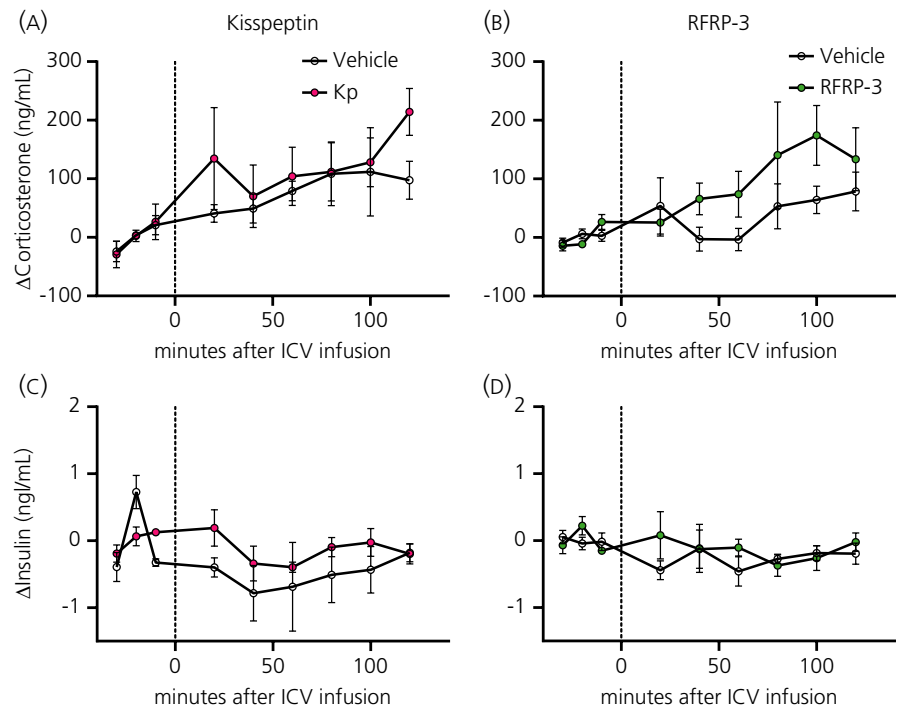 (A)
Kisspeptin
Vehicle
Kp
ΔCorticosterone (ng/mL)
300
200
100
0
-100
0
50
100
minutes after ICV infusion
(B)
RFRP-3
Vehicle
RFRP-3
300
200
100
0
-100
0
50
100
minutes after ICV infusion
(C)
ΔInsulin (ngl/mL)
2
1
0
-1
0
50
100
minutes after ICV infusion
(D)
2
1
0
-1
0
50
100
minutes after ICV infusion